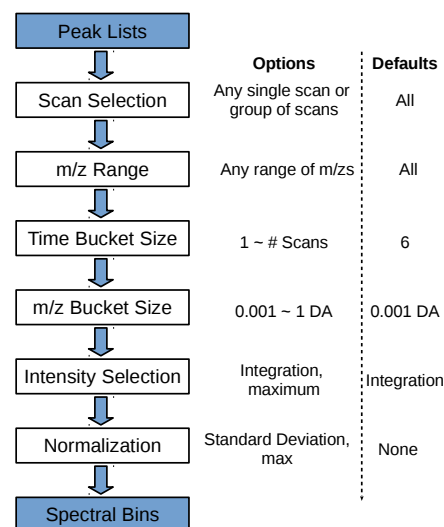 Peak Lists
Options Defaults
Scan Selection
Any single scan or
group of scans
All
m/z Range
Any range of m/zs
All
Time Bucket Size
1 ~ # Scans
6
m/z Bucket Size
0.001 ~ 1 DA
0.001 DA
Intensity Selection
Integration,
maximum
Integration
Normalization
Standard Deviation,
max
None
Spectral Bins